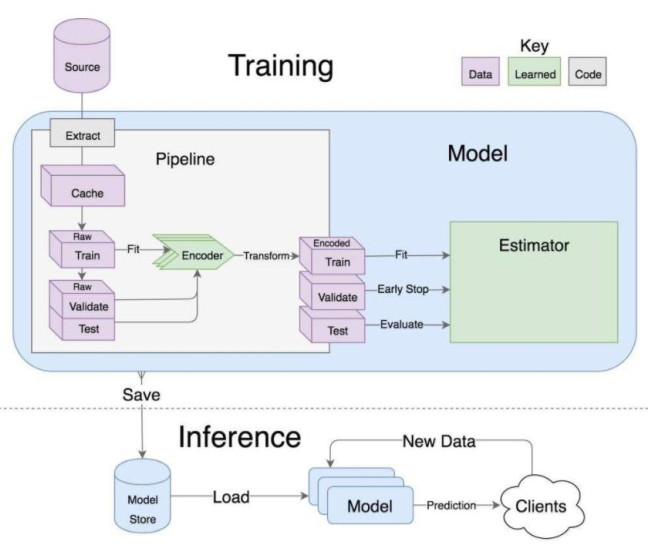 Training
Key
Data
Learned
Code
Source
Extract
Pipeline
Model
Cache
Raw
Train
Fit
Encoder
Transform
Raw
Validate
Test
Encoded
Train
Validate
Test
Fit
Early Stop
Evaluate
Estimator
Save
Inference
New Data
Model
Store
Load
Model
Prediction
Clients